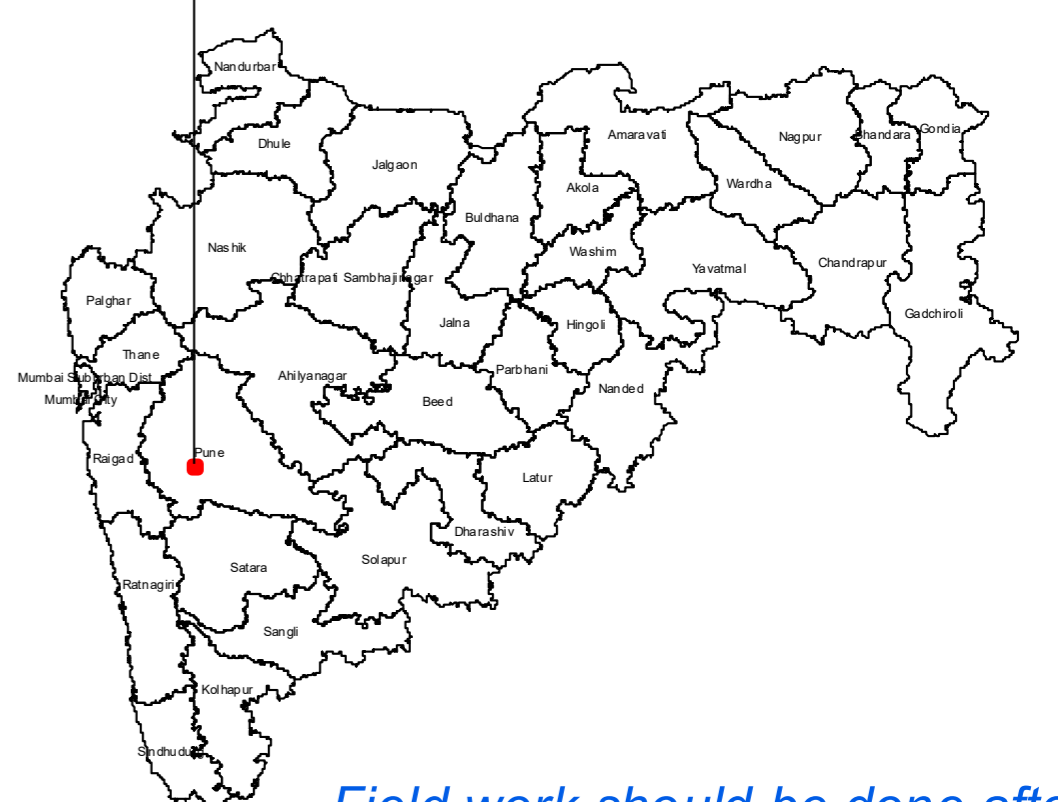 Nandurbar
Dhule
Jalgaon
Amaravati
Nagpur
Bhandara
Gondia
Akola
Wardha
Buldhana
Nashik
Washim
Chhatrapati Sambhajinagar
Yavatmal
Chandrapur
Palghar
Jalna
Hingoli
Gadchiroli
Thane
Ahilyanagar
Parbhani
Mumbai Suburban Dist
Mumbai City
Beed
Nanded
Raigad
Pune
Latur
Dharashiv
Solapur
Satara
Ratnagiri
Sangli
Kolhapur
Sindhudurg
Field work should be done afte